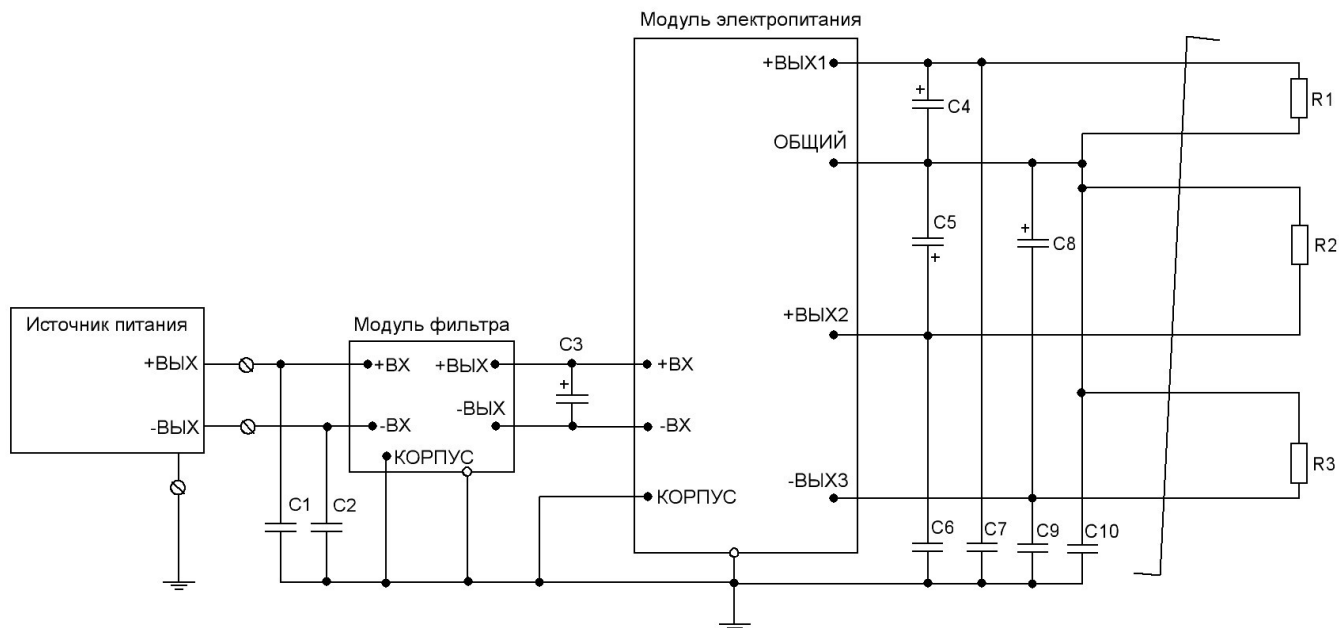 Модуль электропитания
+ВЫХ1
+
C4
R1
ОБЩИЙ
C5
+
+
C8
R2
+ВЫХ2
Источник питания
+ВЫХ
-ВЫХ
Модуль фильтра
+ВХ
+ВЫХ
-ВХ
-ВЫХ
КОРПУС
C3
+
+ВХ
-ВХ
КОРПУС
-ВЫХ3
R3
C1
C2
C6
C7
C9
C10